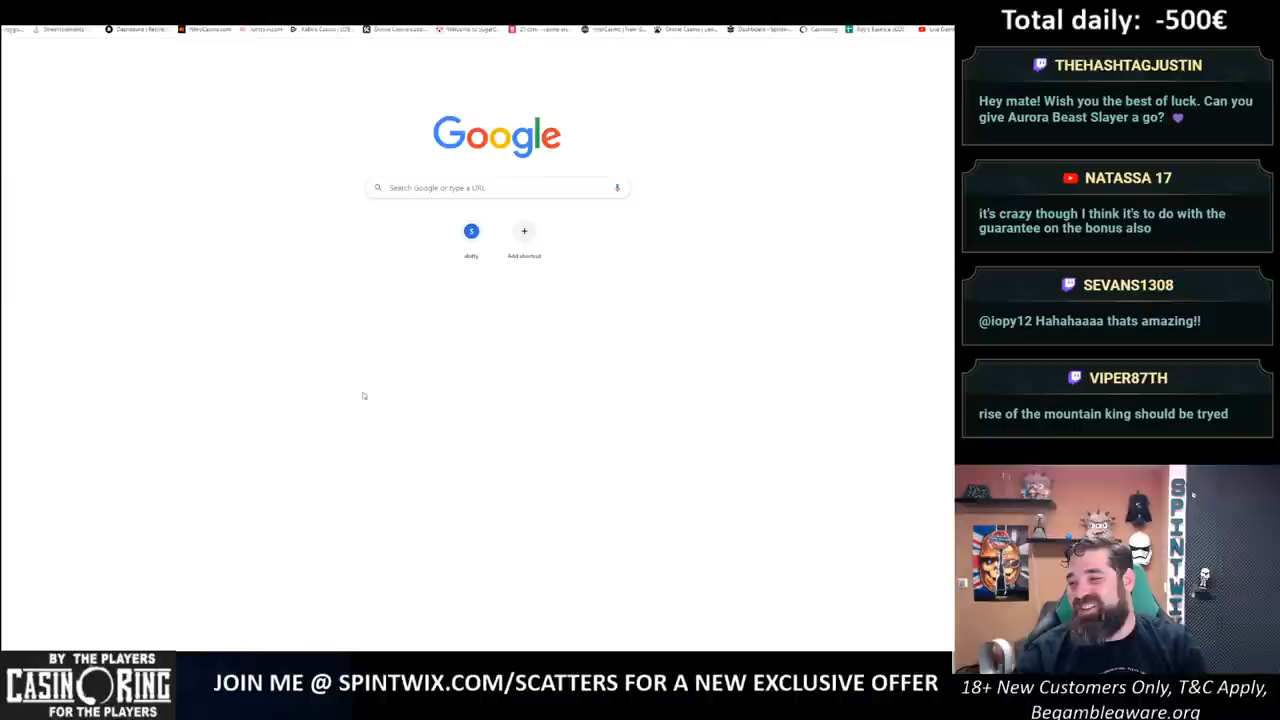 Total daily: -500€
Google
Search Google or type a URL
S
slotty
Add shortcut
THEHASHTAGJUSTIN
Hey mate! Wish you the best of luck. Can you
give Aurora Beast Slayer a go?
NATASSA 17
it's crazy though I think it's to do with the
guarantee on the bonus also
SEVANS1308
@iopy12 Hahahaaaa thats amazing!!
VIPER87TH
rise of the mountain king should be tryed
SPINTWIX
BY THE PLAYERS
CASINO RING
FOR THE PLAYERS
JOIN ME @ SPINTWIX.COM/SCATTERS FOR A NEW EXCLUSIVE OFFER
18+ New Customers Only, T&C Apply,
Begambleaware.org